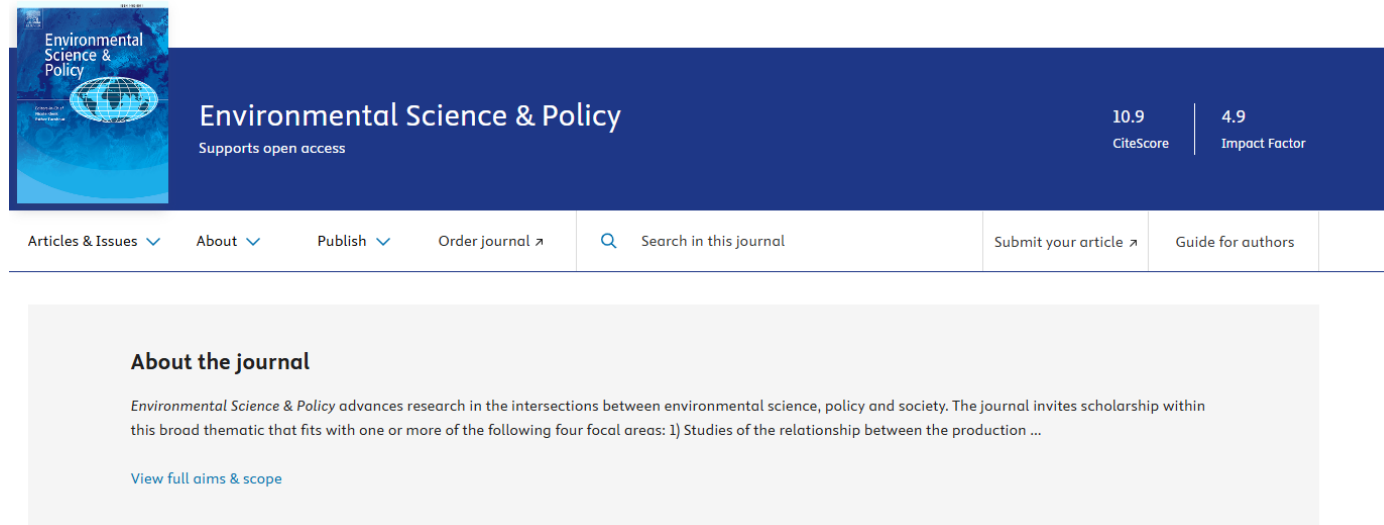 Environmental
Science &
Policy
Environmental Science & Policy
Supports open access
10.9
CiteScore
4.9
Impact Factor
Articles & Issues
About
Publish
Order journal
Search in this journal
Submit your article
Guide for authors
About the journal
Environmental Science & Policy advances research in the intersections between environmental science, policy and society. The journal invites scholarship within
this broad thematic that fits with one or more of the following four focal areas: 1) Studies of the relationship between the production ...
View full aims & scope